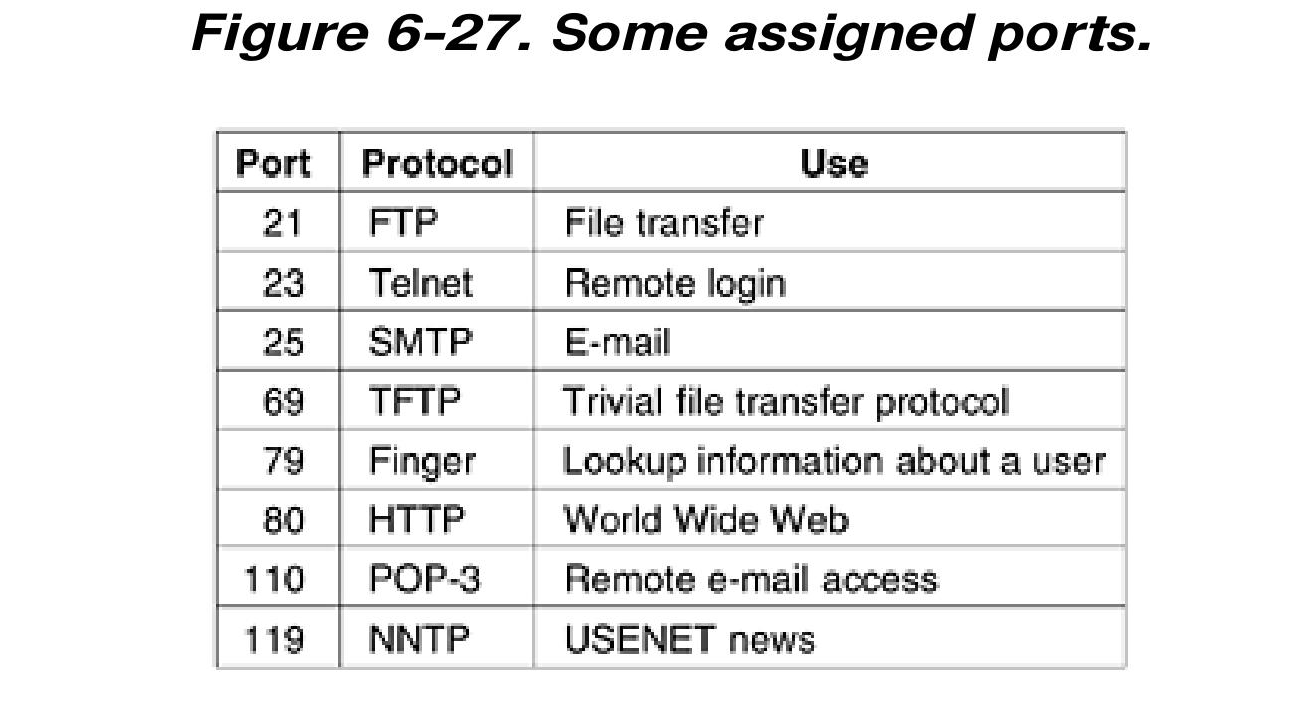 Figure 6-27. Some assigned ports.
Port Protocol Use
21 FTP File transfer
23 Telnet Remote login
25 SMTP E-mail
69 TFTP Trivial file transfer protocol
79 Finger Lookup information about a user
80 HTTP World Wide Web
110 POP-3 Remote e-mail access
119 NNTP USENET news